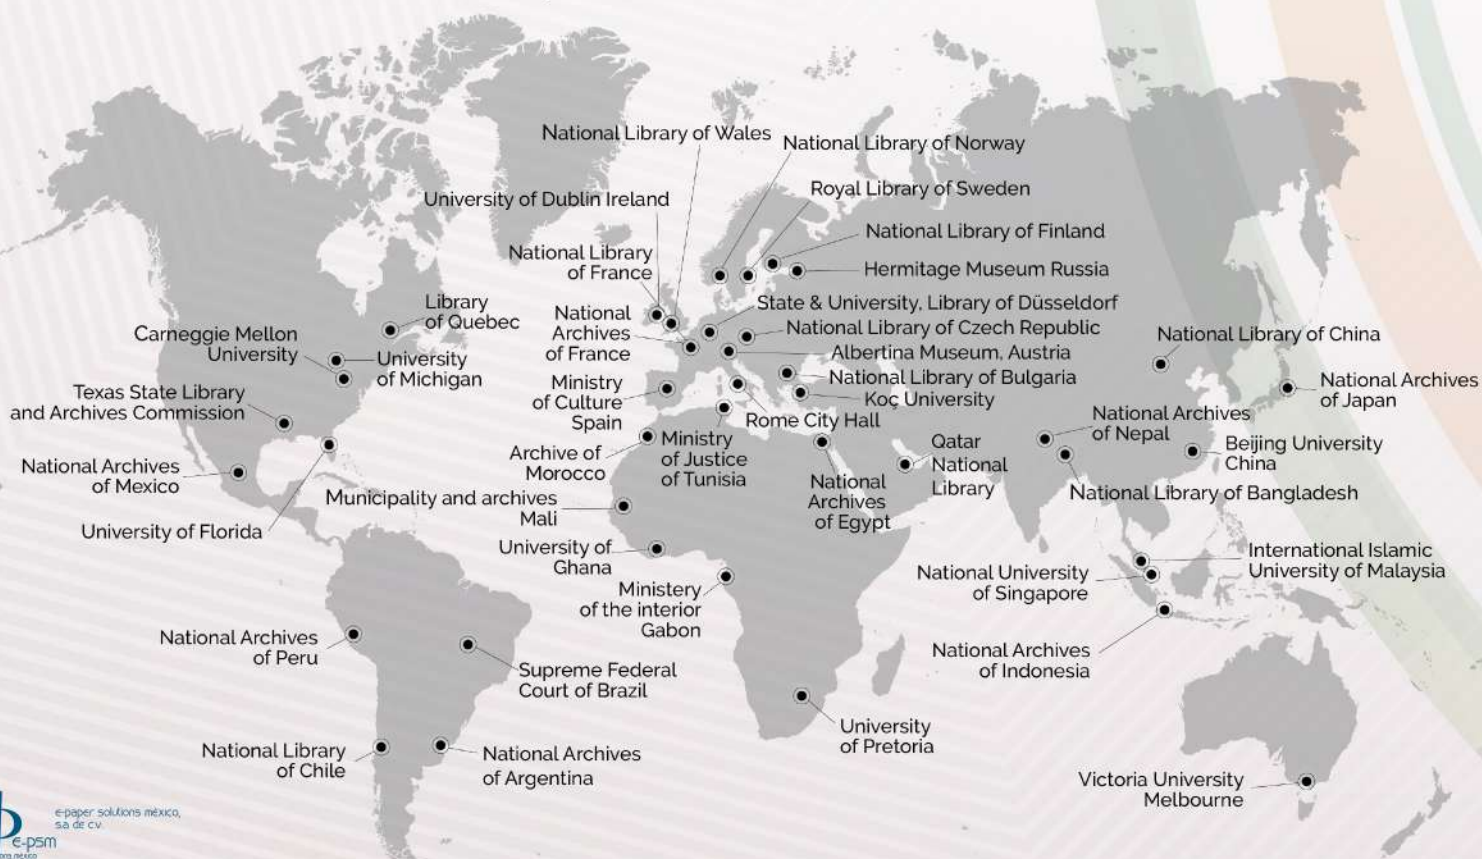 National Library of Wales
National Library of Norway
Royal Library of Sweden
University of Dublin Ireland
National Library of Finland
National Library
of France
Hermitage Museum Russia
Library
of Quebec
National
Archives
of France
State & University, Library of Düsseldorf
National Library of Czech Republic
Albertina Museum, Austria
National Library of China
Carneggie Mellon
University
University
of Michigan
Ministry
of Culture
Spain
National Library of Bulgaria
Koç University
National Archives
of Japan
Texas State Library
and Archives Commission
Rome City Hall
National Archives
of Nepal
Archive of
Morocco
Ministry
of Justice
of Tunisia
Qatar
National
Library
Beijing University
China
National Archives
of Mexico
National
Archives
of Egypt
National Library of Bangladesh
Municipality and archives
Mali
University of Florida
University of
Ghana
International Islamic
University of Malaysia
National University
of Singapore
Ministery
of the interior
Gabon
National Archives
of Peru
National Archives
of Indonesia
Supreme Federal
Court of Brazil
University
of Pretoria
National Library
of Chile
National Archives
of Argentina
Victoria University
Melbourne
e-paper solutions méxico,
s.a de c.v.
e-psm